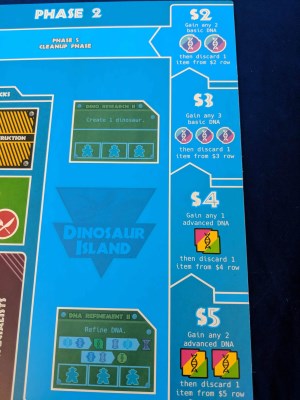 PHASE 2
PHASE 5
CLEANUP PHASE
$2
Gain any 2
basic DNA
then discard 1
item from $2 row
Create 1 dinosaur.
$3
Gain any 3
basic DNA
then discard 1
item from $3 row
RUCTION
DINOSAUR
ISLAND
$4
Gain any 1
advanced DNA
then discard 1
item from $4 row
DNA REFINEMENT
Refine DNA.
$5
Gain any 2
advanced DNA
then discard 1
item from $5 row